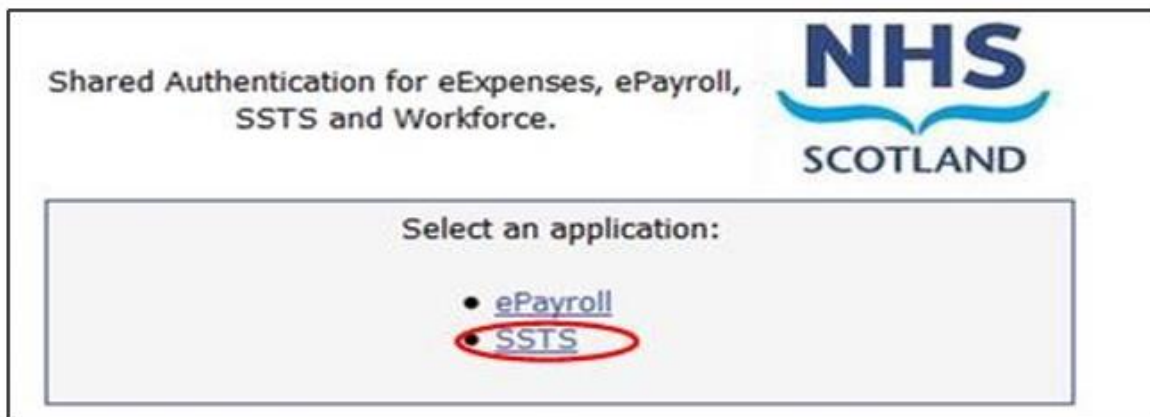 Shared Authentication for eExpenses, ePayroll,
SSTS and Workforce.
NHS
SCOTLAND
Select an application:
ePayroll
SSTS